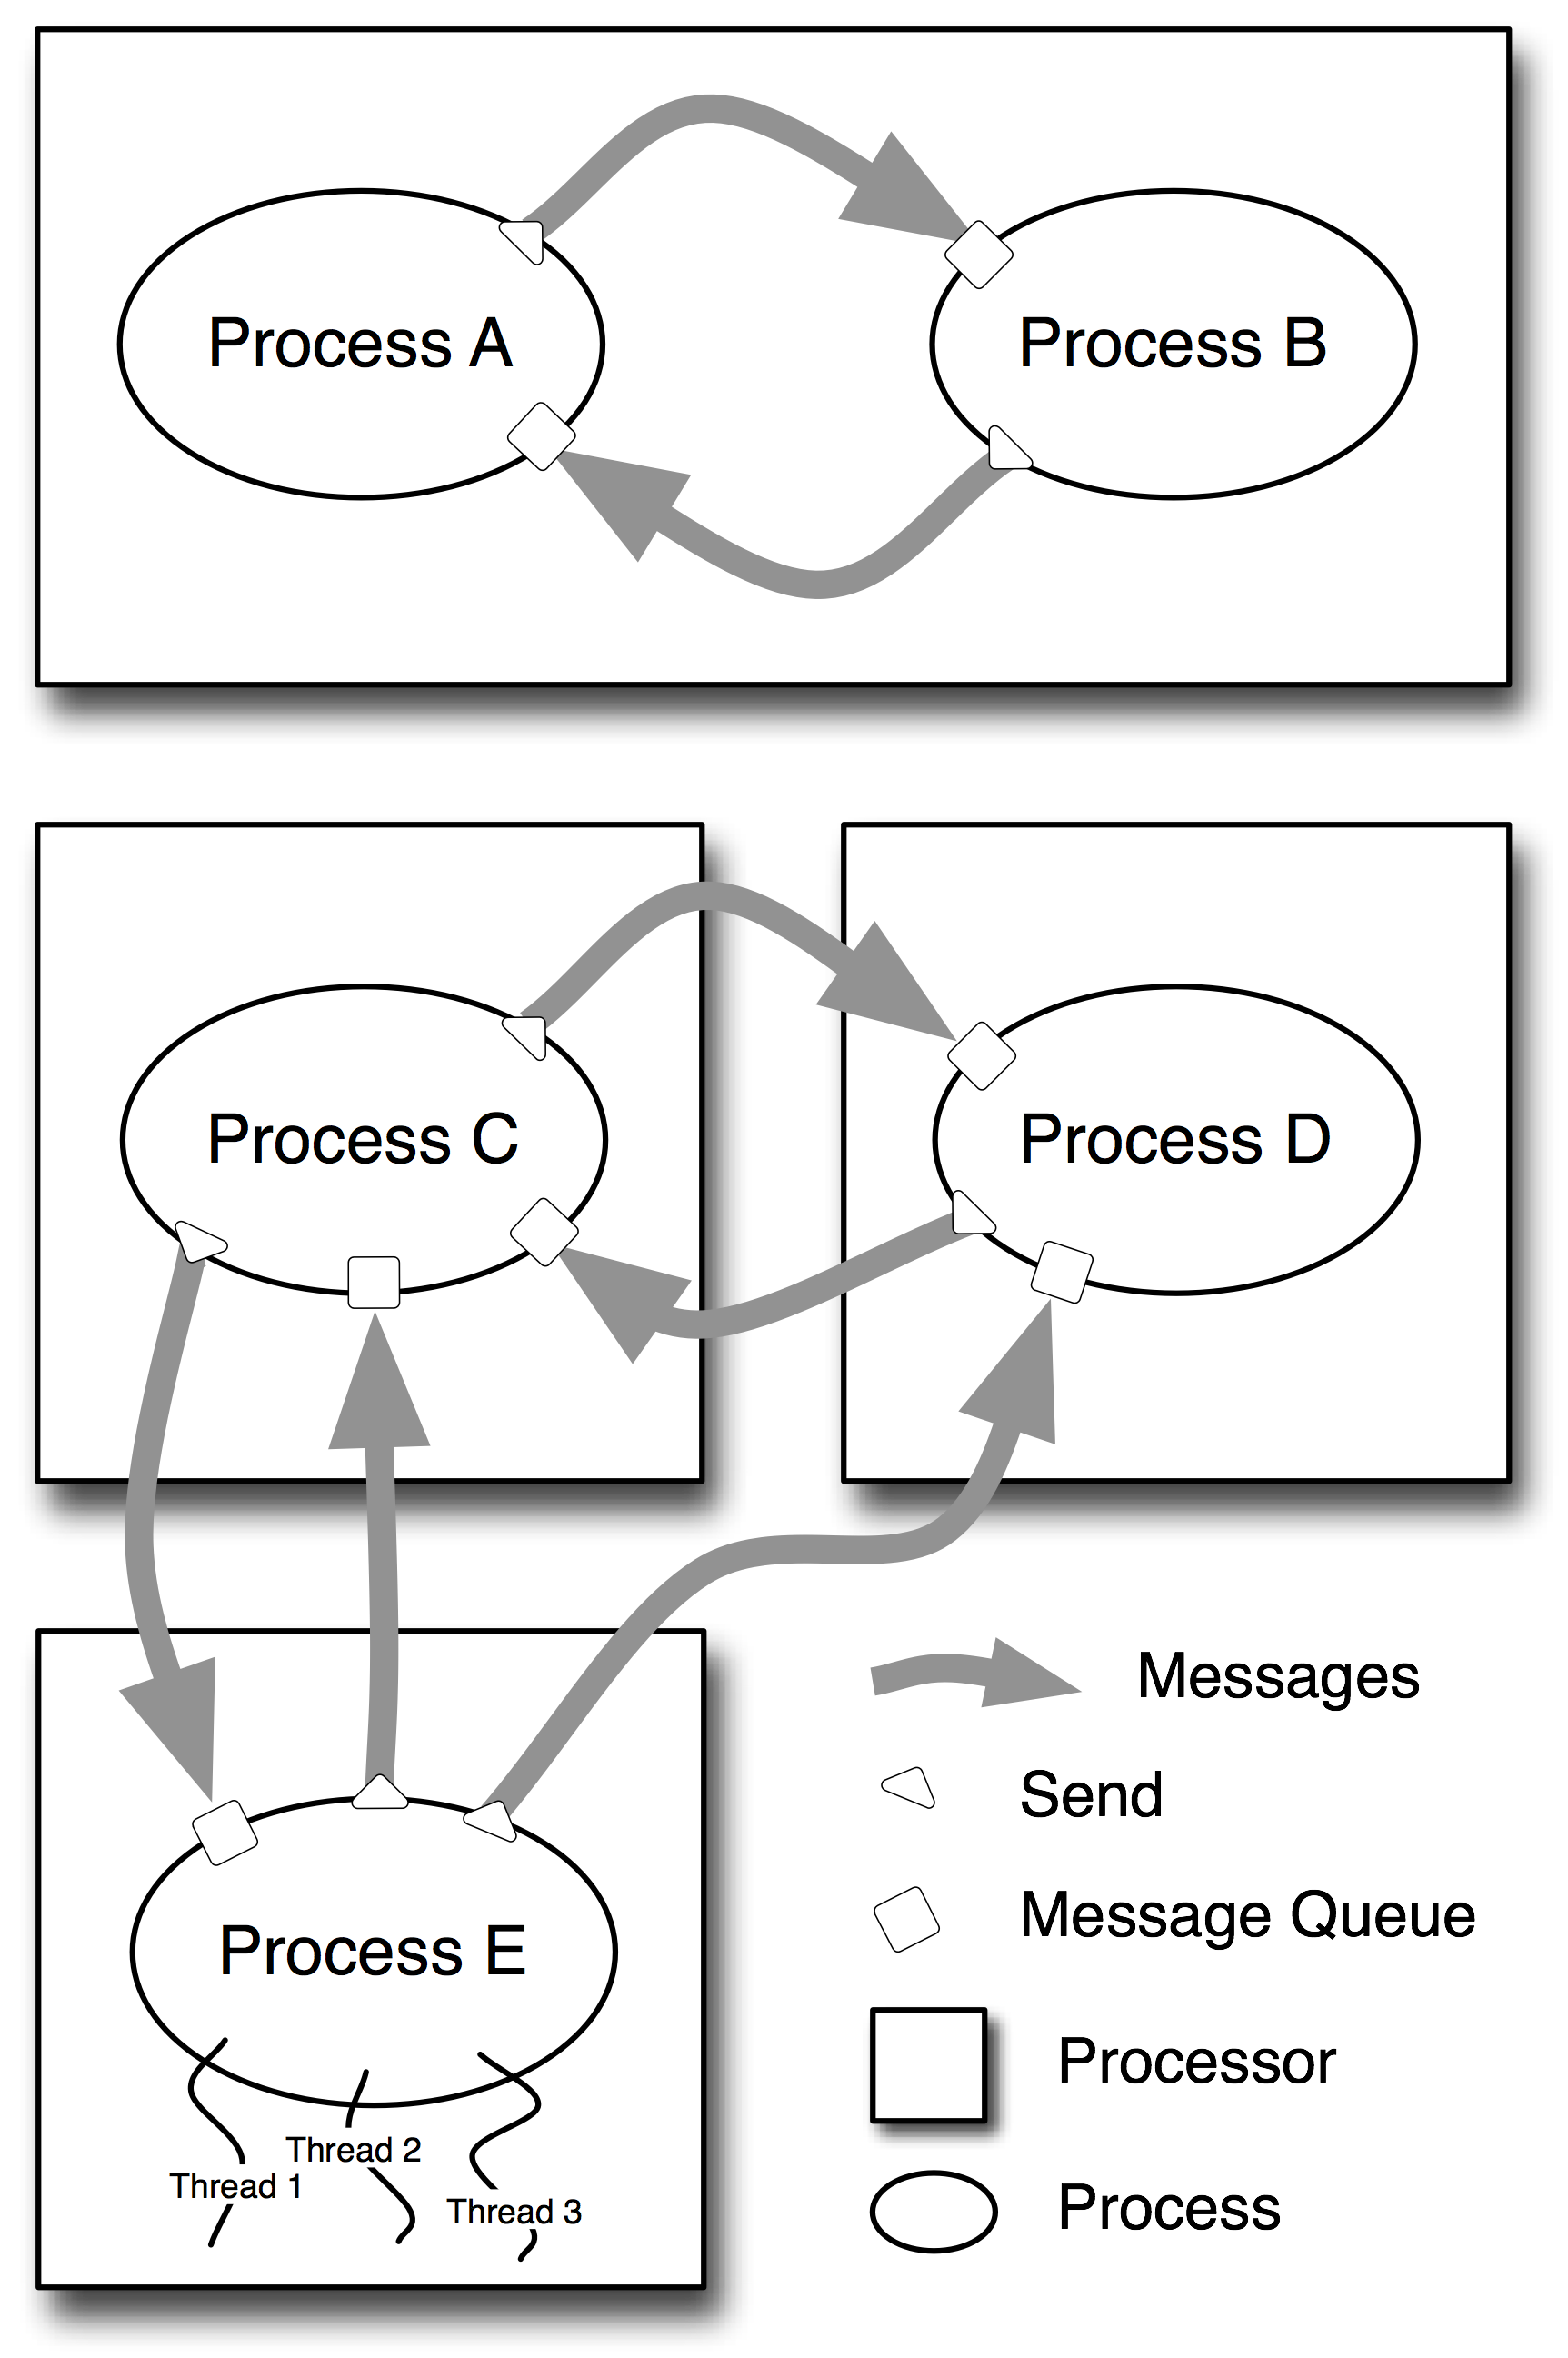 Process A
Process B
Process C
Process D
Messages
Send
Message Queue
Process E
Processor
Thread 2
Thread 1
Thread 3
Process